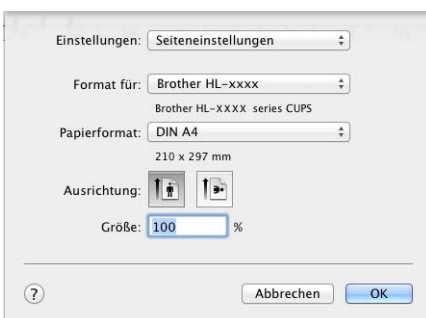 Einstellungen: Seiteneinstellungen
Format für: Brother HL-xxxx
Brother HL-XXXX series CUPS
Papierformat: DIN A4
210 x 297 mm
Ausrichtung:
Größe: 100 %
? Abbrechen OK